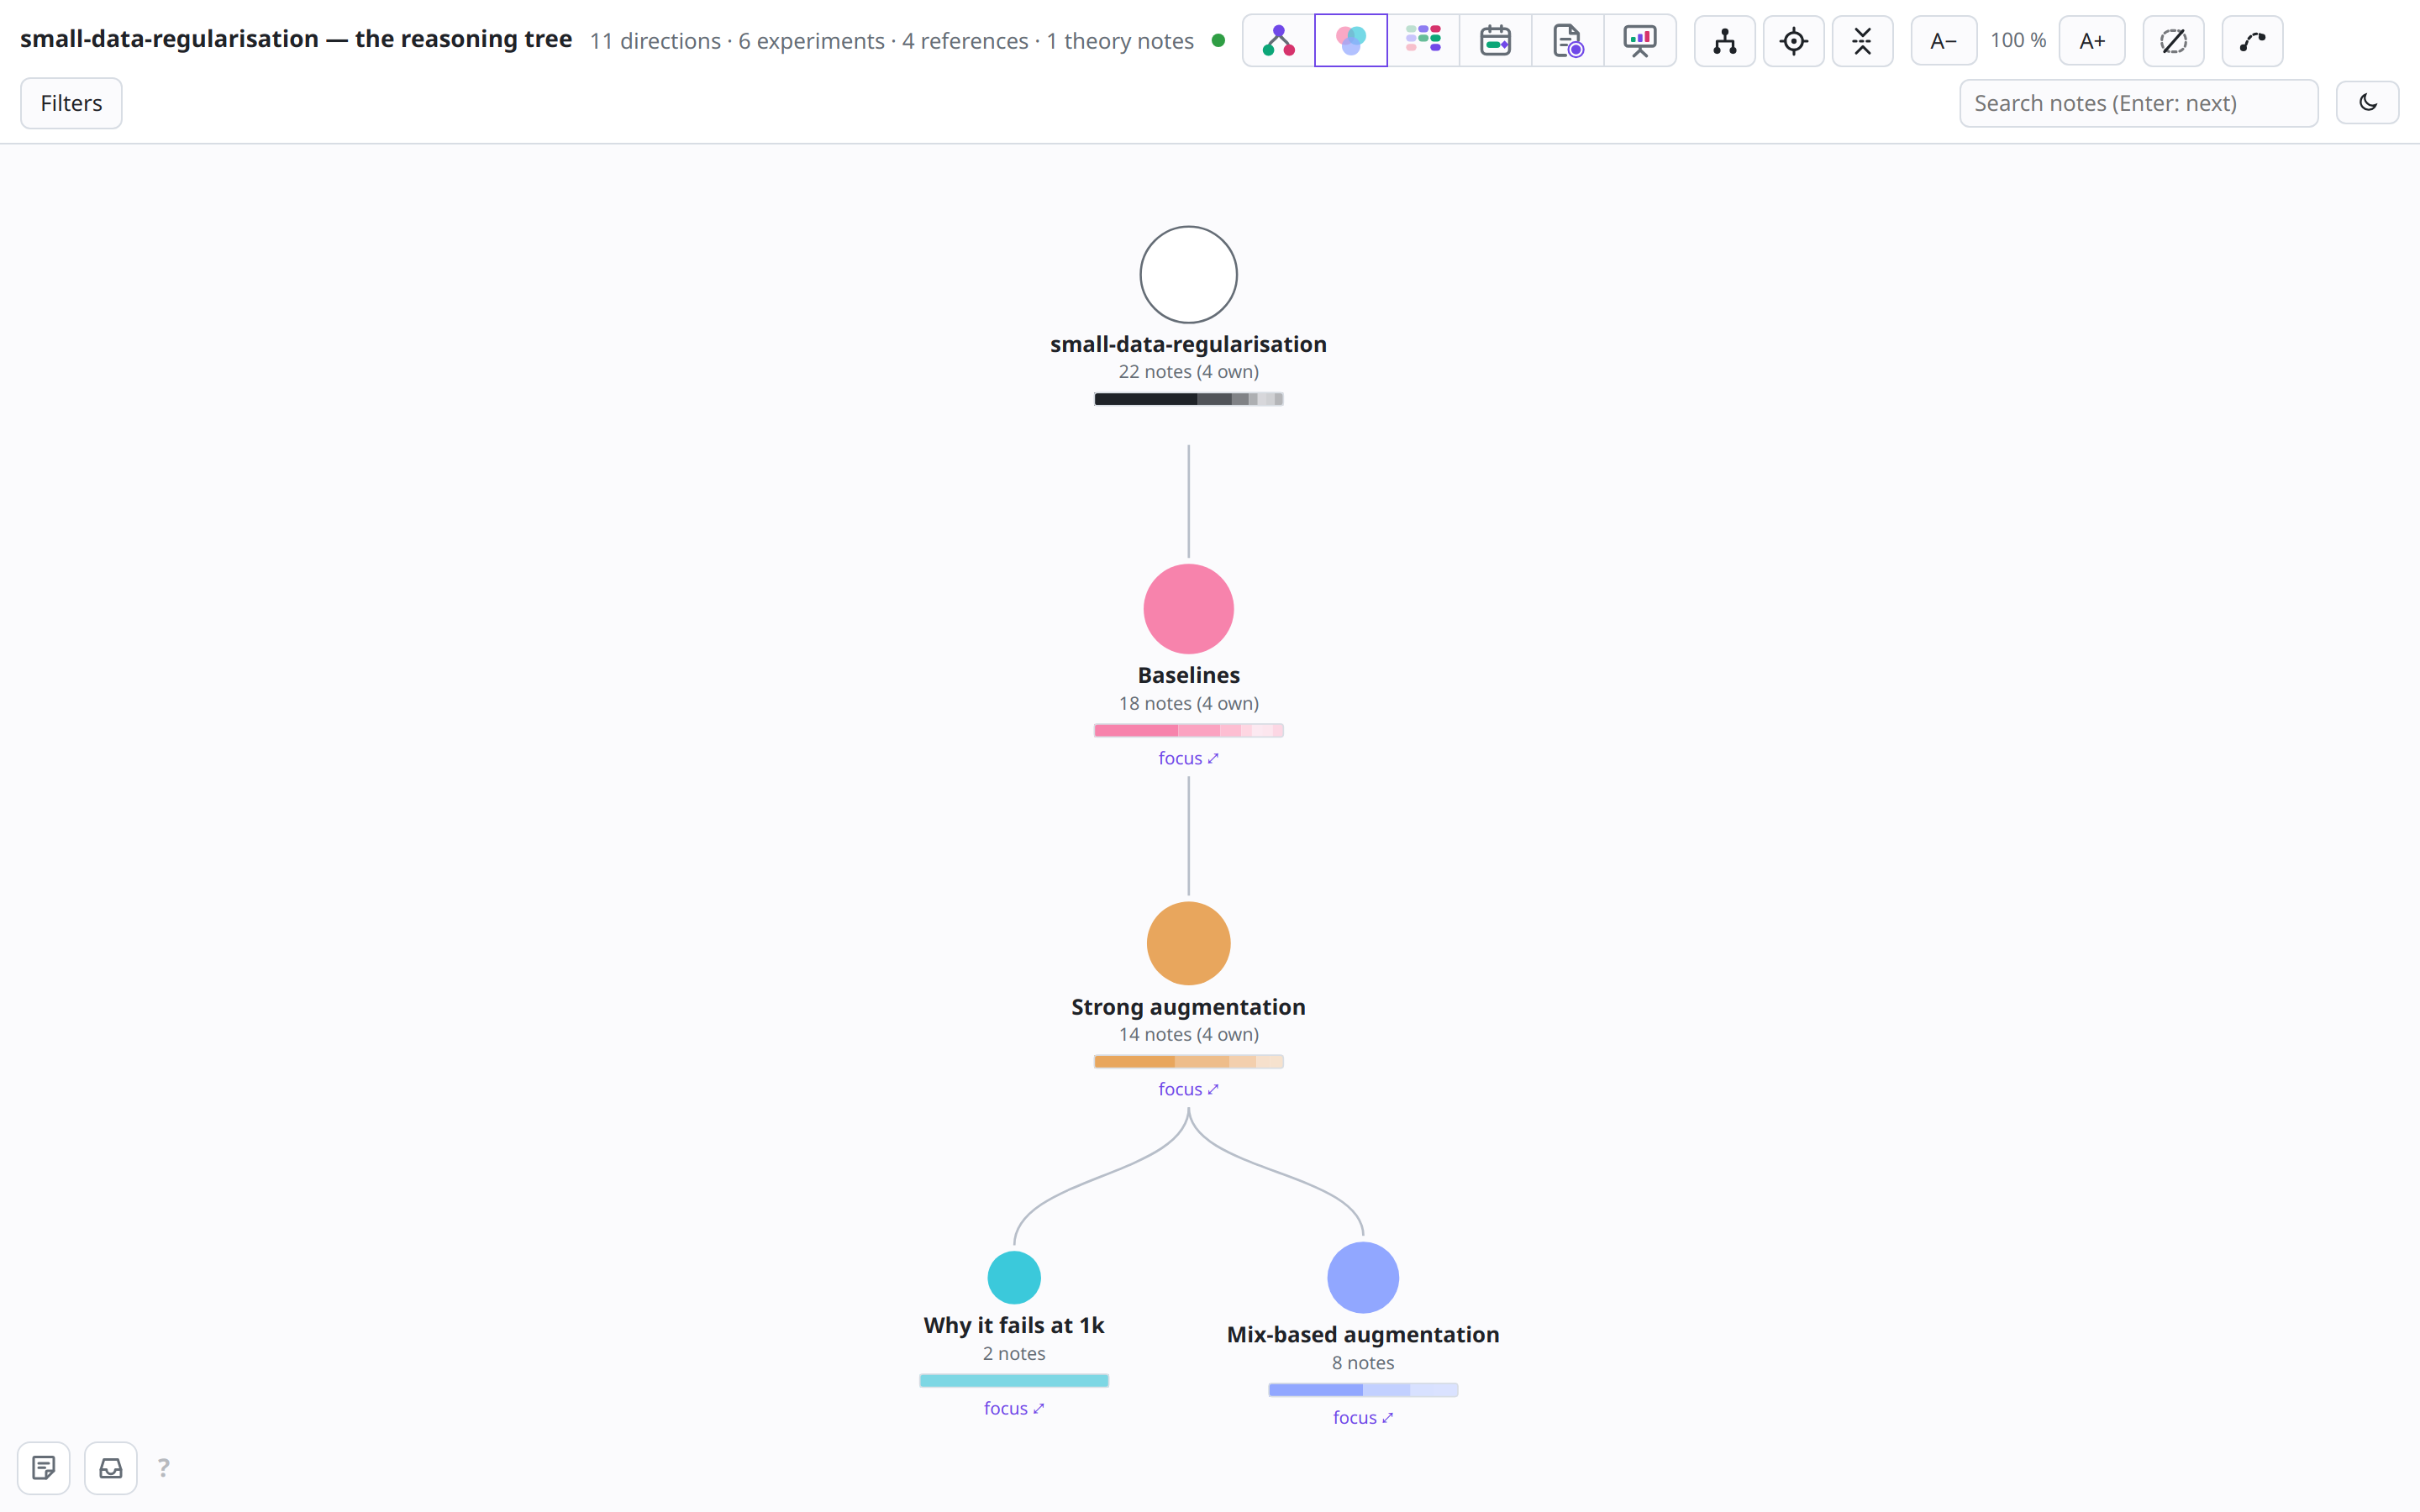 small-data-regularisation — the reasoning tree
11 directions · 6 experiments · 4 references · 1 theory notes
A−
100 %
A+
Filters
Search notes (Enter: next)
small-data-regularisation
22 notes (4 own)
Baselines
18 notes (4 own)
focus ⤢
Strong augmentation
14 notes (4 own)
focus ⤢
Why it fails at 1k
2 notes
focus ⤢
Mix-based augmentation
8 notes
focus ⤢
?